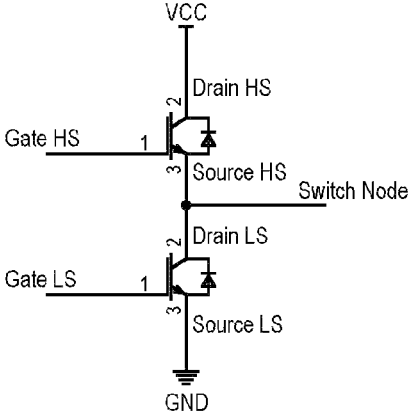 VCC
2
Drain HS
Gate HS
1
3
Source HS
Switch Node
2
Drain LS
Gate LS
1
3
Source LS
GND